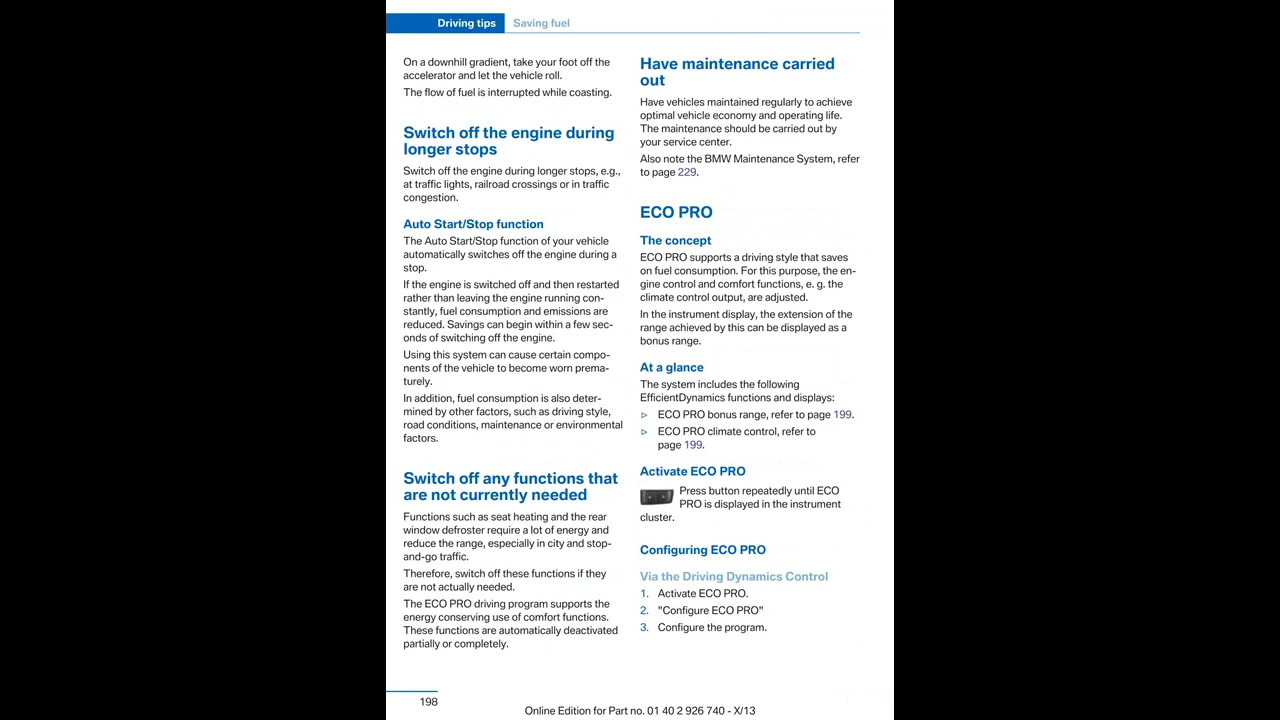 Driving tips
Saving fuel
On a downhill gradient, take your foot off the
accelerator and let the vehicle roll.
The flow of fuel is interrupted while coasting.
Switch off the engine during
longer stops
Switch off the engine during longer stops, e.g.,
at traffic lights, railroad crossings or in traffic
congestion.
Auto Start/Stop function
The Auto Start/Stop function of your vehicle
automatically switches off the engine during a
stop.
If the engine is switched off and then restarted
rather than leaving the engine running con-
stantly, fuel consumption and emissions are
reduced. Savings can begin within a few sec-
onds of switching off the engine.
Using this system can cause certain compo-
nents of the vehicle to become worn prema-
turely.
In addition, fuel consumption is also deter-
mined by other factors, such as driving style,
road conditions, maintenance or environmental
factors.
Switch off any functions that
are not currently needed
Functions such as seat heating and the rear
window defroster require a lot of energy and
reduce the range, especially in city and stop-
and-go traffic.
Therefore, switch off these functions if they
are not actually needed.
The ECO PRO driving program supports the
energy conserving use of comfort functions.
These functions are automatically deactivated
partially or completely.
Have maintenance carried
out
Have vehicles maintained regularly to achieve
optimal vehicle economy and operating life.
The maintenance should be carried out by
your service center.
Also note the BMW Maintenance System, refer
to page 229.
ECO PRO
The concept
ECO PRO supports a driving style that saves
on fuel consumption. For this purpose, the en-
gine control and comfort functions, e. g. the
climate control output, are adjusted.
In the instrument display, the extension of the
range achieved by this can be displayed as a
bonus range.
At a glance
The system includes the following
EfficientDynamics functions and displays:
▷ ECO PRO bonus range, refer to page 199.
▷ ECO PRO climate control, refer to
page 199.
Activate ECO PRO
Press button repeatedly until ECO
PRO is displayed in the instrument
cluster.
Configuring ECO PRO
Via the Driving Dynamics Control
1. Activate ECO PRO.
2. "Configure ECO PRO"
3. Configure the program.
198
Online Edition for Part no. 01 40 2 926 740 - X/13